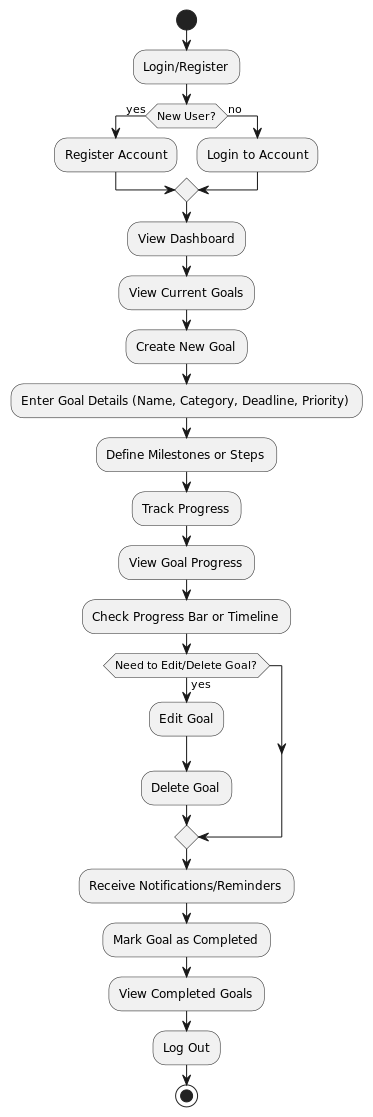 Login/Register
New User?
yes
no
Register Account
Login to Account
View Dashboard
View Current Goals
Create New Goal
Enter Goal Details (Name, Category, Deadline, Priority)
Define Milestones or Steps
Track Progress
View Goal Progress
Check Progress Bar or Timeline
Need to Edit/Delete Goal?
yes
Edit Goal
Delete Goal
Receive Notifications/Reminders
Mark Goal as Completed
View Completed Goals
Log Out